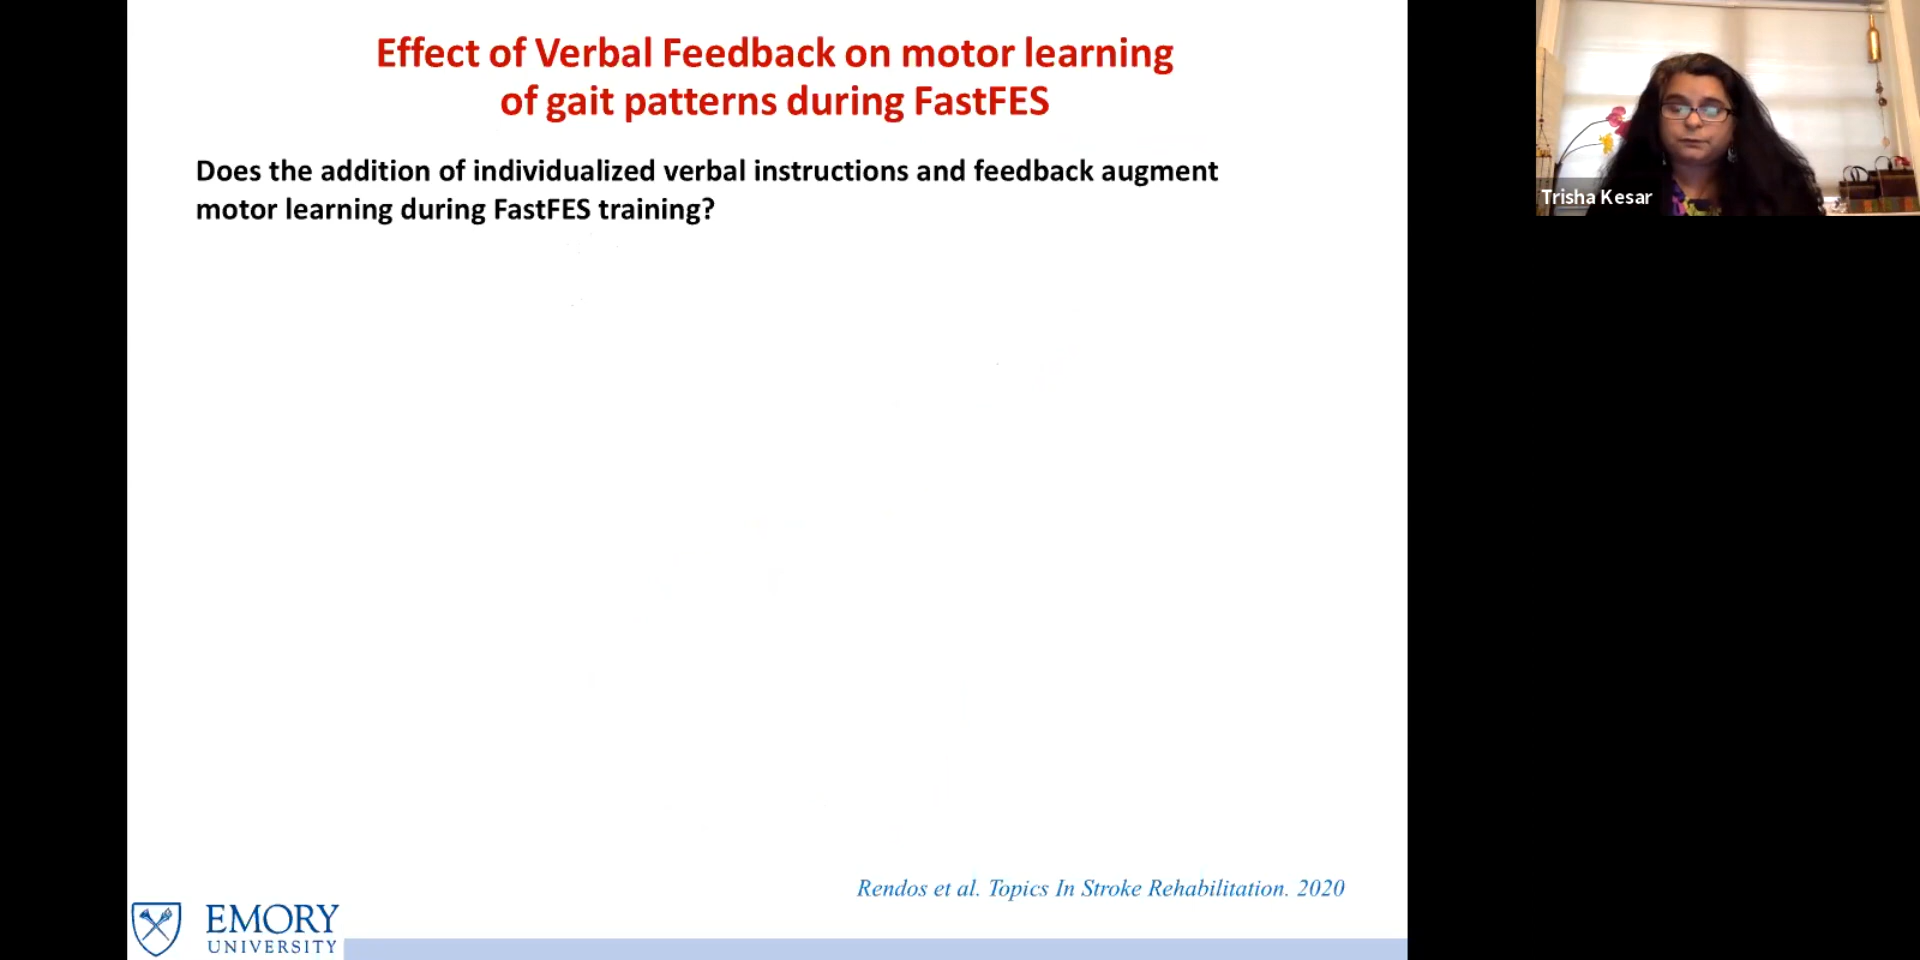 Effect of Verbal Feedback on motor learning
of gait patterns during FastFES
Does the addition of individualized verbal instructions and feedback augment
motor learning during FastFES training?
Trisha Kesar
Rendos et al. Topics In Stroke Rehabilitation. 2020
EMORY
UNIVERSITY